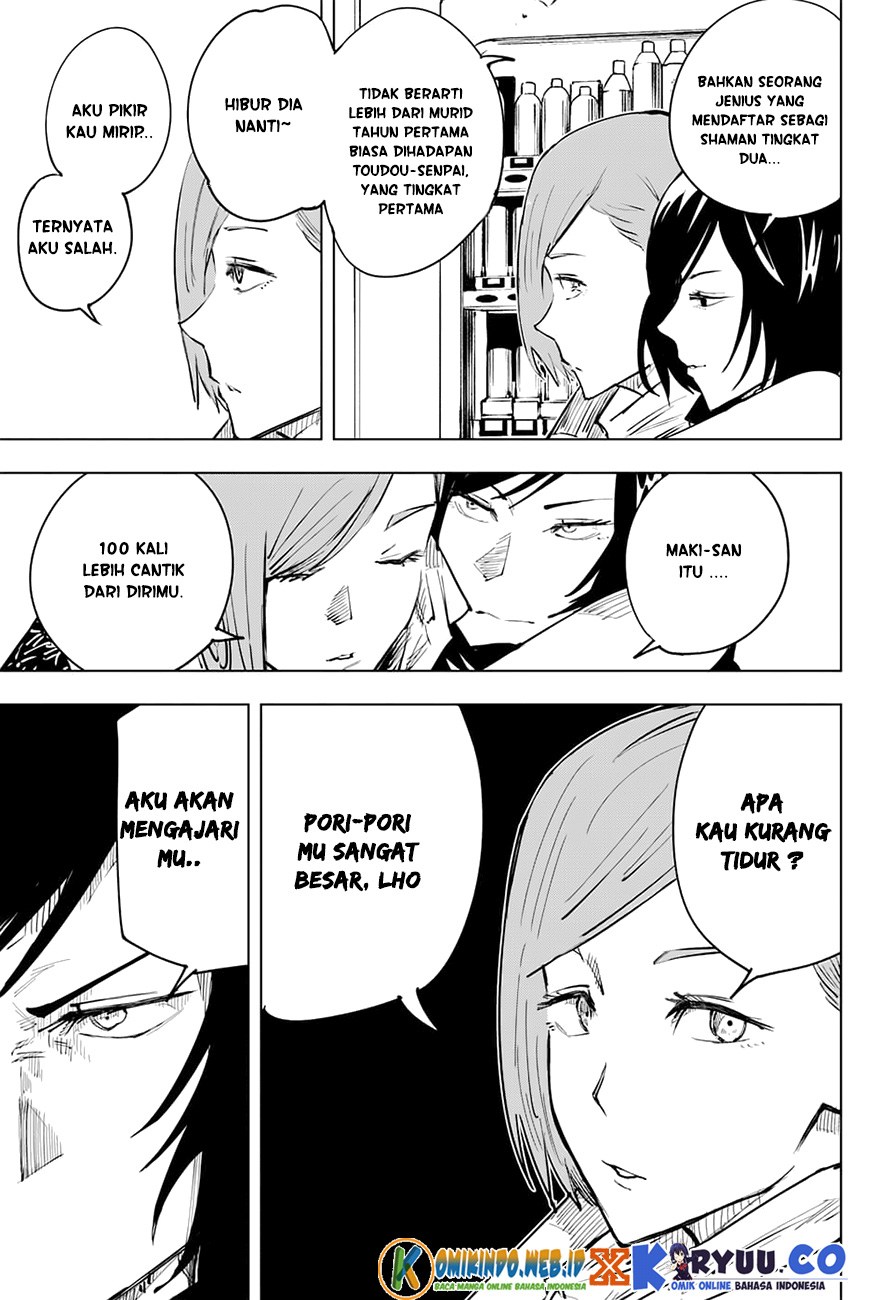 BAHKAN SEORANG
JENIUS YANG
MENDAFTAR SEBAGI
SHAMAN TINGKAT
DUA...
TIDAK BERARTI
LEBIH DARI MURID
TAHUN PERTAMA
BIASA DIHADAPAN
TOUDOU-SENPAI,
YANG TINGKAT
PERTAMA
HIBUR DIA
NANTI~
AKU PIKIR
KAU MIRIP...
TERNYATA
AKU SALAH.
MAKI-SAN
ITU ....
100 KALI
LEBIH CANTIK
DARI DIRIMU.
APA
KAU KURANG
TIDUR ?
PORI-PORI
MU SANGAT
BESAR, LHO
AKU AKAN
MENGAJARI
MU..
KOMIKINDO.WEB.ID X KIRYUU.CO
BACA MANGA ONLINE BAHASA INDONESIA
KOMIK ONLINE BAHASA INDONESIA